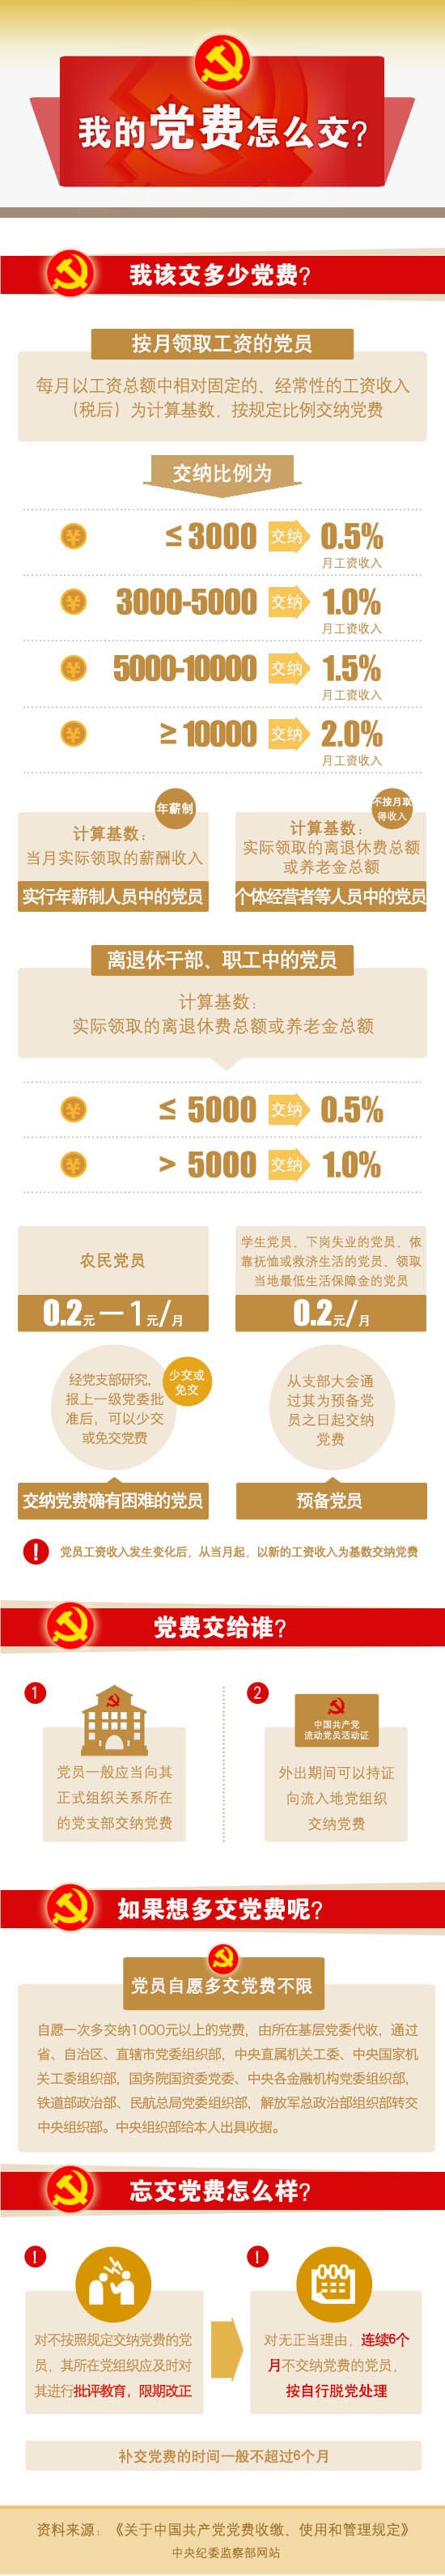 我的党费怎么交?
我该交多少党费?
按月领取工资的党员
每月以工资总额中相对固定的、经常性的工资收入
（税后）为计算基数，按规定比例交纳党费
交纳比例为
≤3000 交纳 0.5%
月工资收入
3000-5000 交纳 1.0%
月工资收入
5000-10000 交纳 1.5%
月工资收入
≥10000 交纳 2.0%
月工资收入
年薪制
计算基数：
当月实际领取的薪酬收入
实行年薪制人员中的党员
不按月取
得收入
计算基数：
实际领取的离退休费总额
或养老金总额
个体经营者等人员中的党员
离退休干部、职工中的党员
计算基数：
实际领取的离退休费总额或养老金总额
≤ 5000 交纳 0.5%
> 5000 交纳 1.0%
农民党员
0.2元一1元/月
学生党员、下岗失业的党员、依
靠抚恤或救济生活的党员、领取
当地最低生活保障金的党员
0.2元/月
少交或
免交
经党支部研究，
报上一级党委批
准后，可以少交
或免交党费
交纳党费确有困难的党员
从支部大会通
过其为预备党
员之日起交纳
党费
预备党员
! 党员工资收入发生变化后，从当月起，以新的工资收入为基数交纳党费
党费交给谁?
1
党员一般应当向其
正式组织关系所在
的党支部交纳党费
2
中国共产党
流动党员活动证
外出期间可以持证
向流入地党组织
交纳党费
如果想多交党费呢?
党员自愿多交党费不限
自愿一次多交纳1000元以上的党费，由所在基层党委代收，通过
省、自治区、直辖市党委组织部，中央直属机关工委、中央国家机
关工委组织部，国务院国资委党委、中央各金融机构党委组织部，
铁道部政治部、民航总局党委组织部，解放军总政治部组织部转交
中央组织部。中央组织部给本人出具收据。
忘交党费怎么样?
!
对不按照规定交纳党费的党
员，其所在党组织应及时对
其进行批评教育，限期改正
!
对无正当理由，连续6个
月不交纳党费的党员，
按自行脱党处理
补交党费的时间一般不超过6个月
资料来源：《关于中国共产党党费收缴、使用和管理规定》
中央纪委监察部网站